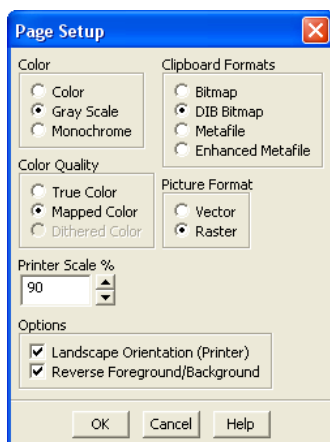 Page Setup
Color
Color
Gray Scale
Monochrome
Clipboard Formats
Bitmap
DIB Bitmap
Metafile
Enhanced Metafile
Color Quality
True Color
Mapped Color
Dithered Color
Picture Format
Vector
Raster
Printer Scale %
90
Options
Landscape Orientation (Printer)
Reverse Foreground/Background
OK Cancel Help